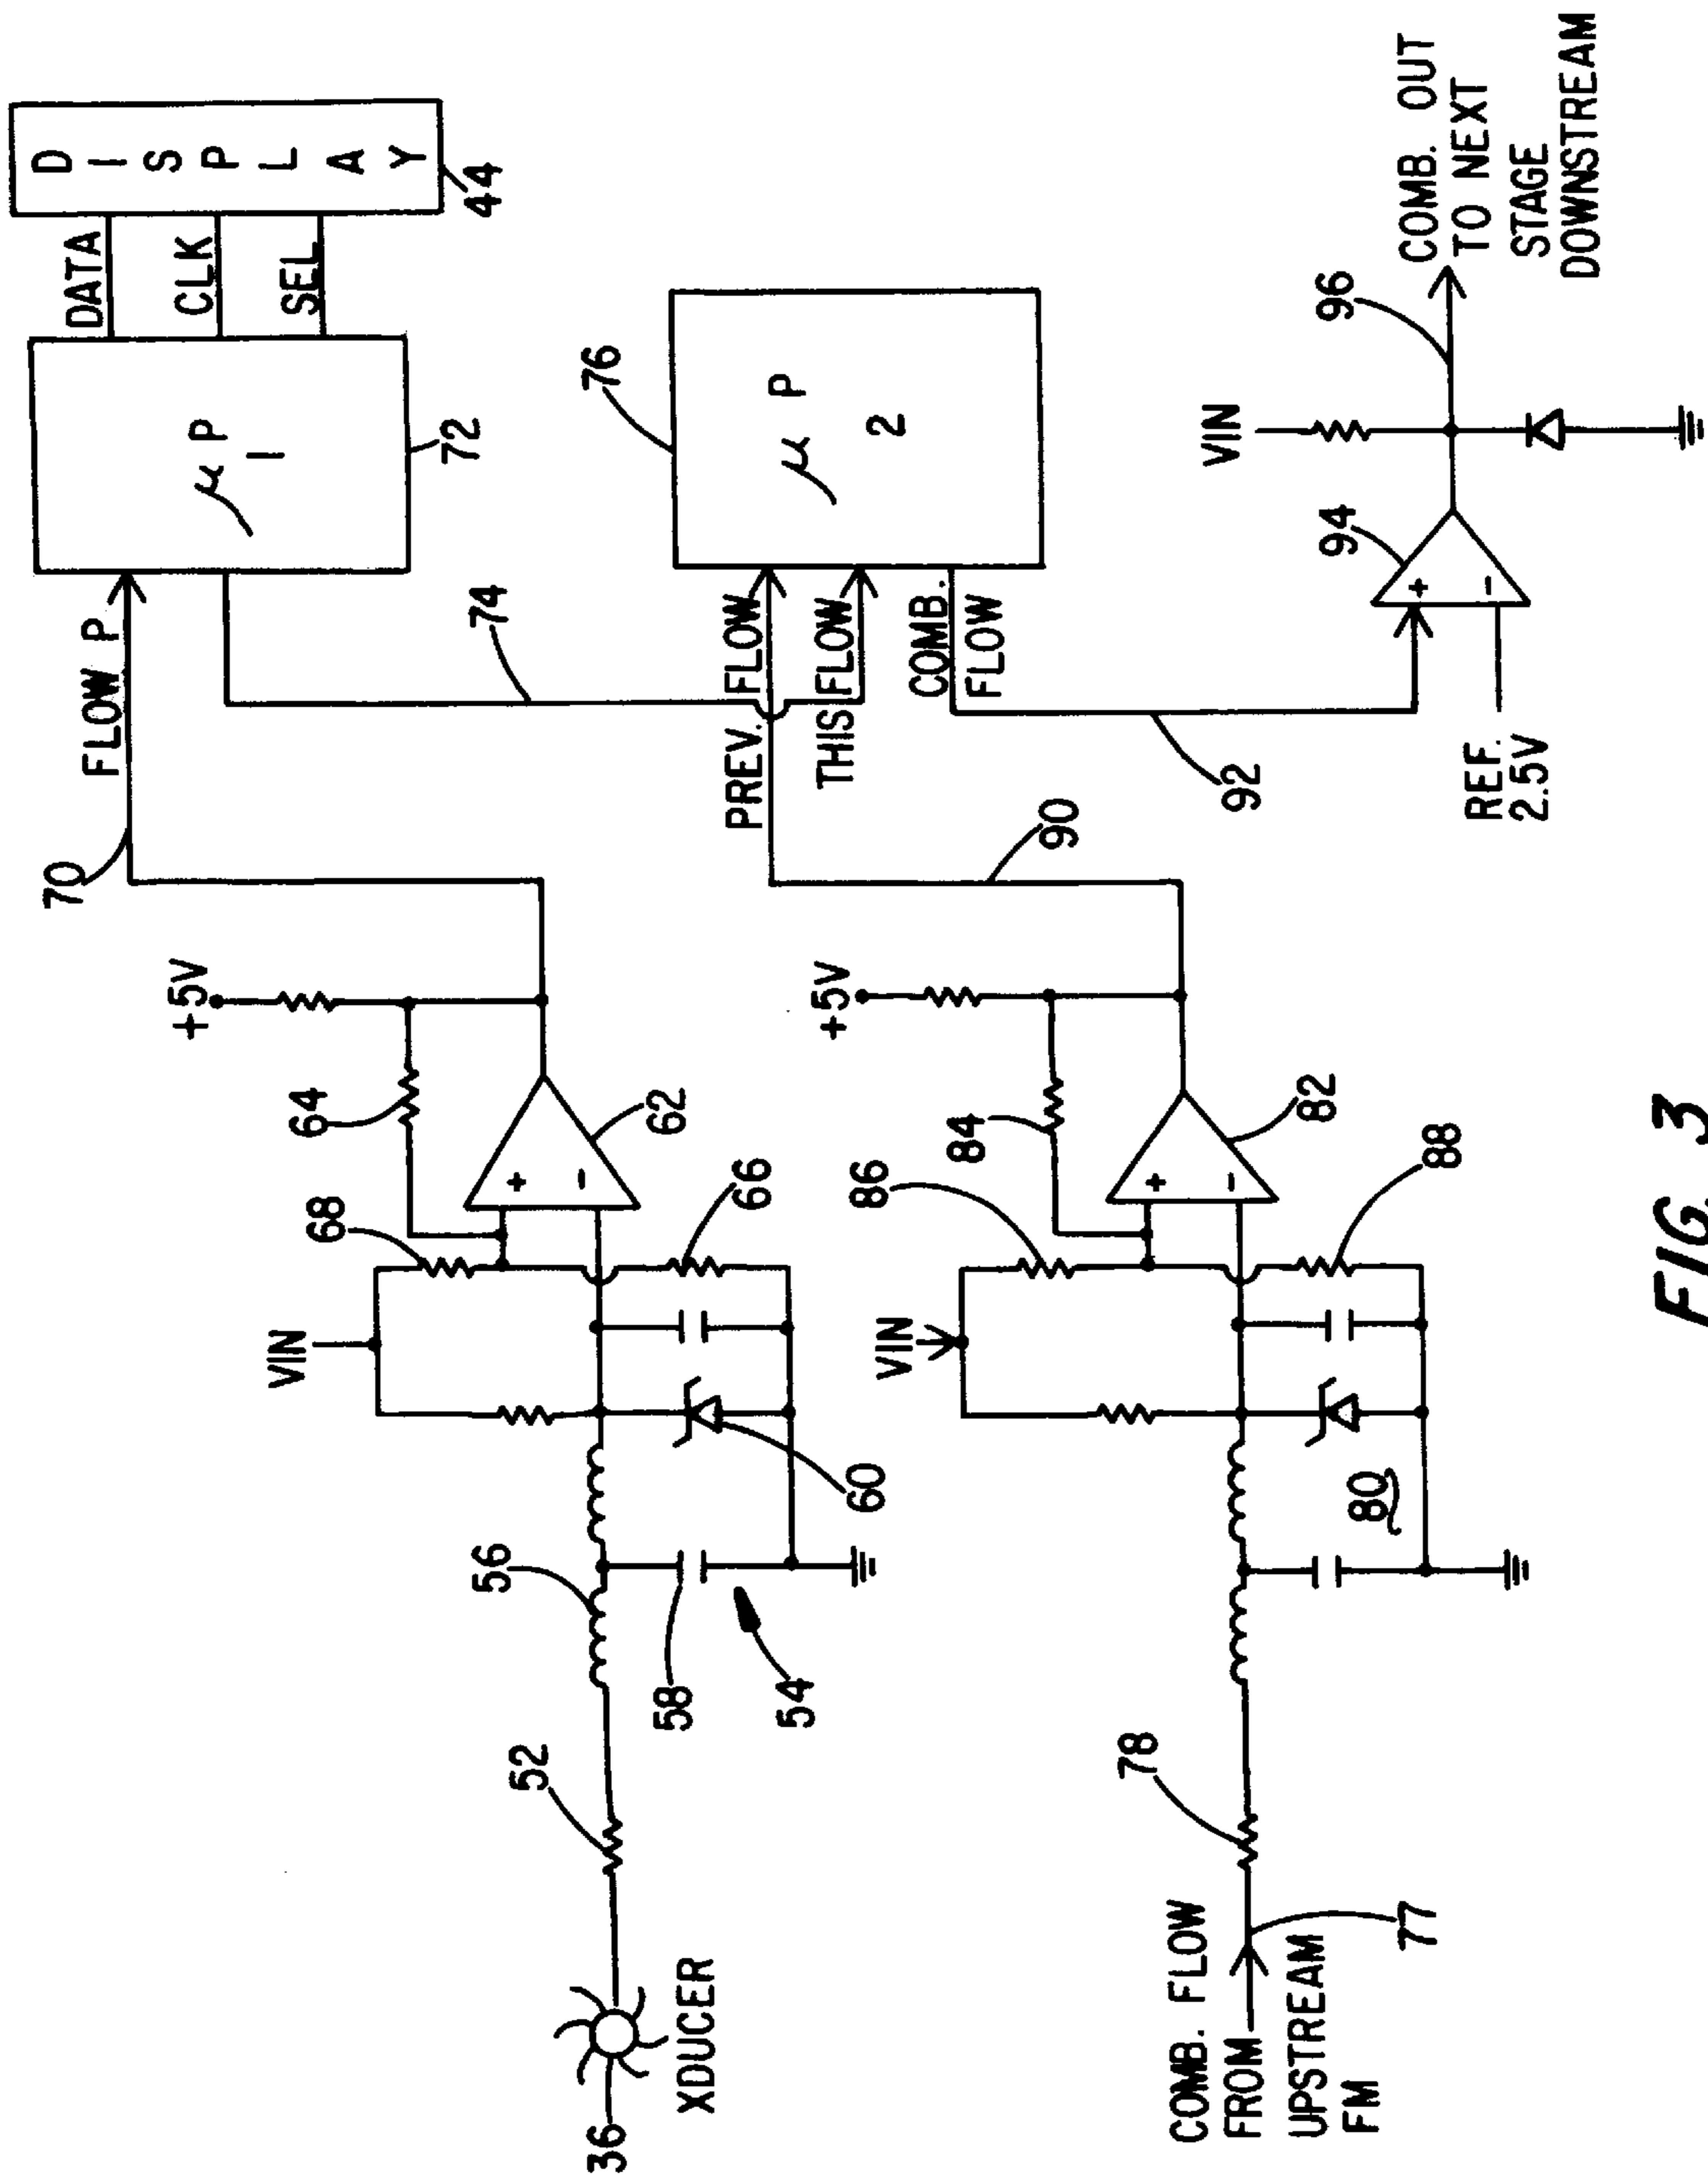 36
XDUCER
52
56
58
54
60
VIN
68
66
64
62
+5V
70
FLOW P
μP
1
72
DATA
CLK
SEL
DISPLAY
44
74
COMB. FLOW
FROM
UPSTREAM
FM
77
78
80
VIN
86
88
84
82
+5V
90
PREV. FLOW
THIS FLOW
COMB.
FLOW
μP
2
76
92
REF.
2.5V
+
-
+
-
+
-
94
VIN
96
COMB. OUT
TO NEXT
STAGE
DOWNSTREAM
FIG. 3